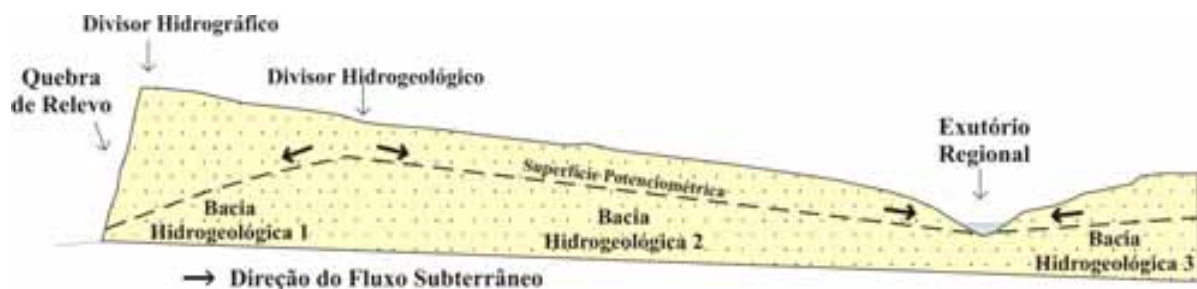 Divisor Hidrográfico
Quebra
de Relevo
Divisor Hidrogeológico
Exutório
Regional
Superfície Potenciométrica
Bacia
Hidrogeológica 1
Bacia
Hidrogeológica 2
Bacia
Hidrogeológica 3
Direção do Fluxo Subterrâneo